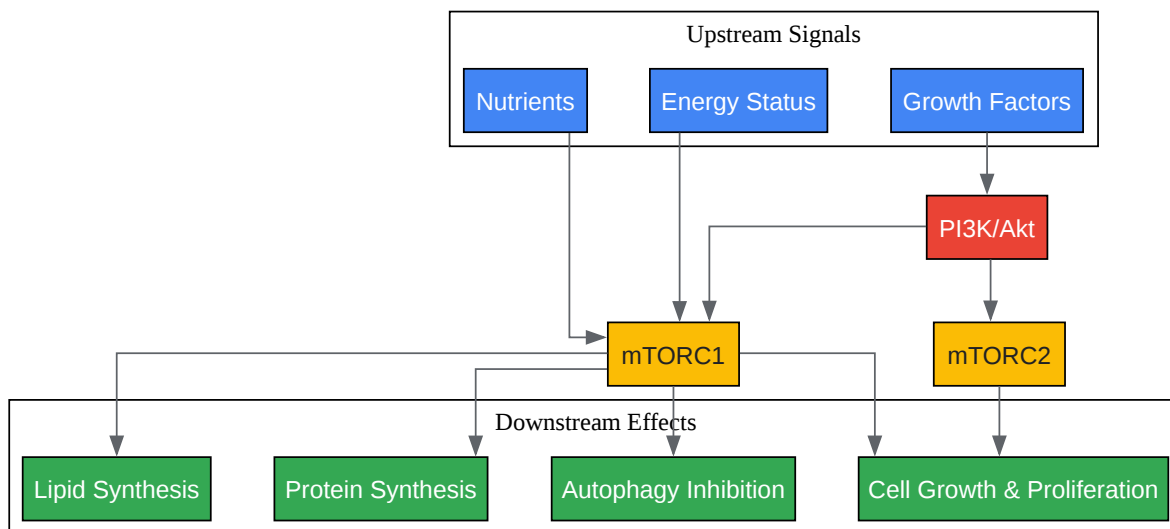 Upstream Signals
Nutrients
Energy Status
Growth Factors
PI3K/Akt
mTORC1
mTORC2
Downstream Effects
Lipid Synthesis
Protein Synthesis
Autophagy Inhibition
Cell Growth & Proliferation